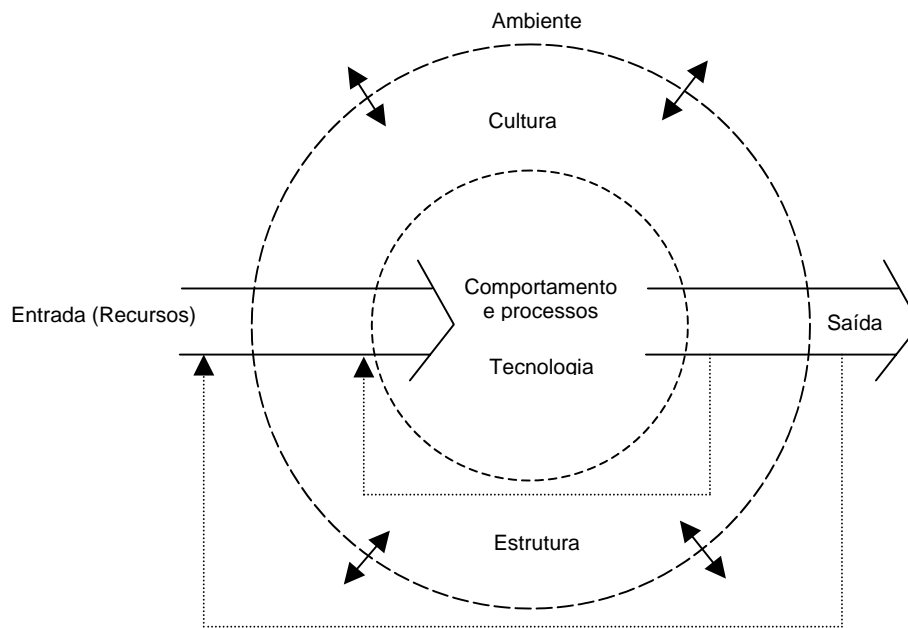 Ambiente
Cultura
Comportamento
e processos
Entrada (Recursos)
Saída
Tecnologia
Estrutura